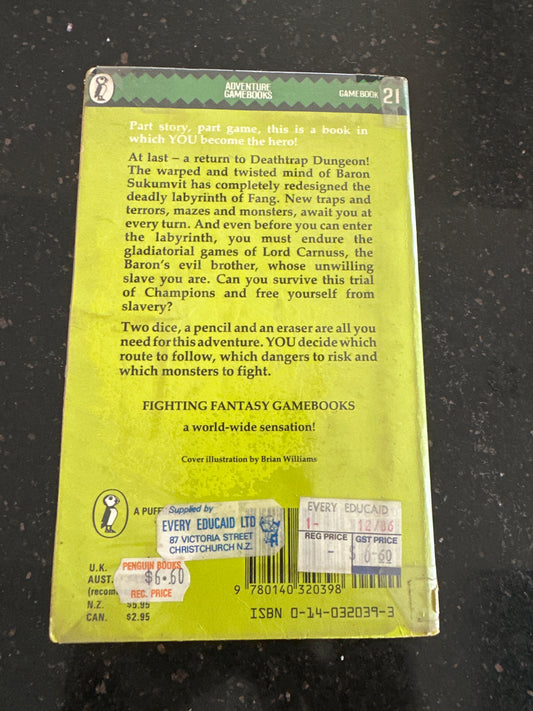 ADVENTURE
GAMEBOOKS
GAMEBOOK 21
Part story, part game, this is a book in
which YOU become the hero!
At last – a return to Deathtrap Dungeon!
The warped and twisted mind of Baron
Sukumvit has completely redesigned the
deadly labyrinth of Fang. New traps and
terrors, mazes and monsters, await you at
every turn. And even before you can enter
the labyrinth, you must endure the
gladiatorial games of Lord Carnuss, the
Baron's evil brother, whose unwilling
slave you are. Can you survive this trial
of Champions and free yourself from
slavery?
Two dice, a pencil and an eraser are all you
need for this adventure. YOU decide which
route to follow, which dangers to risk and
which monsters to fight.
FIGHTING FANTASY GAMEBOOKS
a world-wide sensation!
Cover illustration by Brian Williams
A PUFF
Supplied by
EVERY EDUCAID LTD
87 VICTORIA STREET
CHRISTCHURCH N.Z.
EVERY EDUCAID
1- 12/86
REG PRICE GST PRICE
- $ 6-60
U.K.
AUST.
(recom
N.Z. $5.95
CAN. $2.95
PENGUIN BOOKS
$6.60
REC. PRICE
9 780140 320398
ISBN 0-14-032039-3